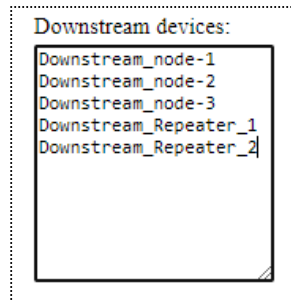 Downstream devices:
Downstream_node-1
Downstream_node-2
Downstream_node-3
Downstream_Repeater_1
Downstream_Repeater_2